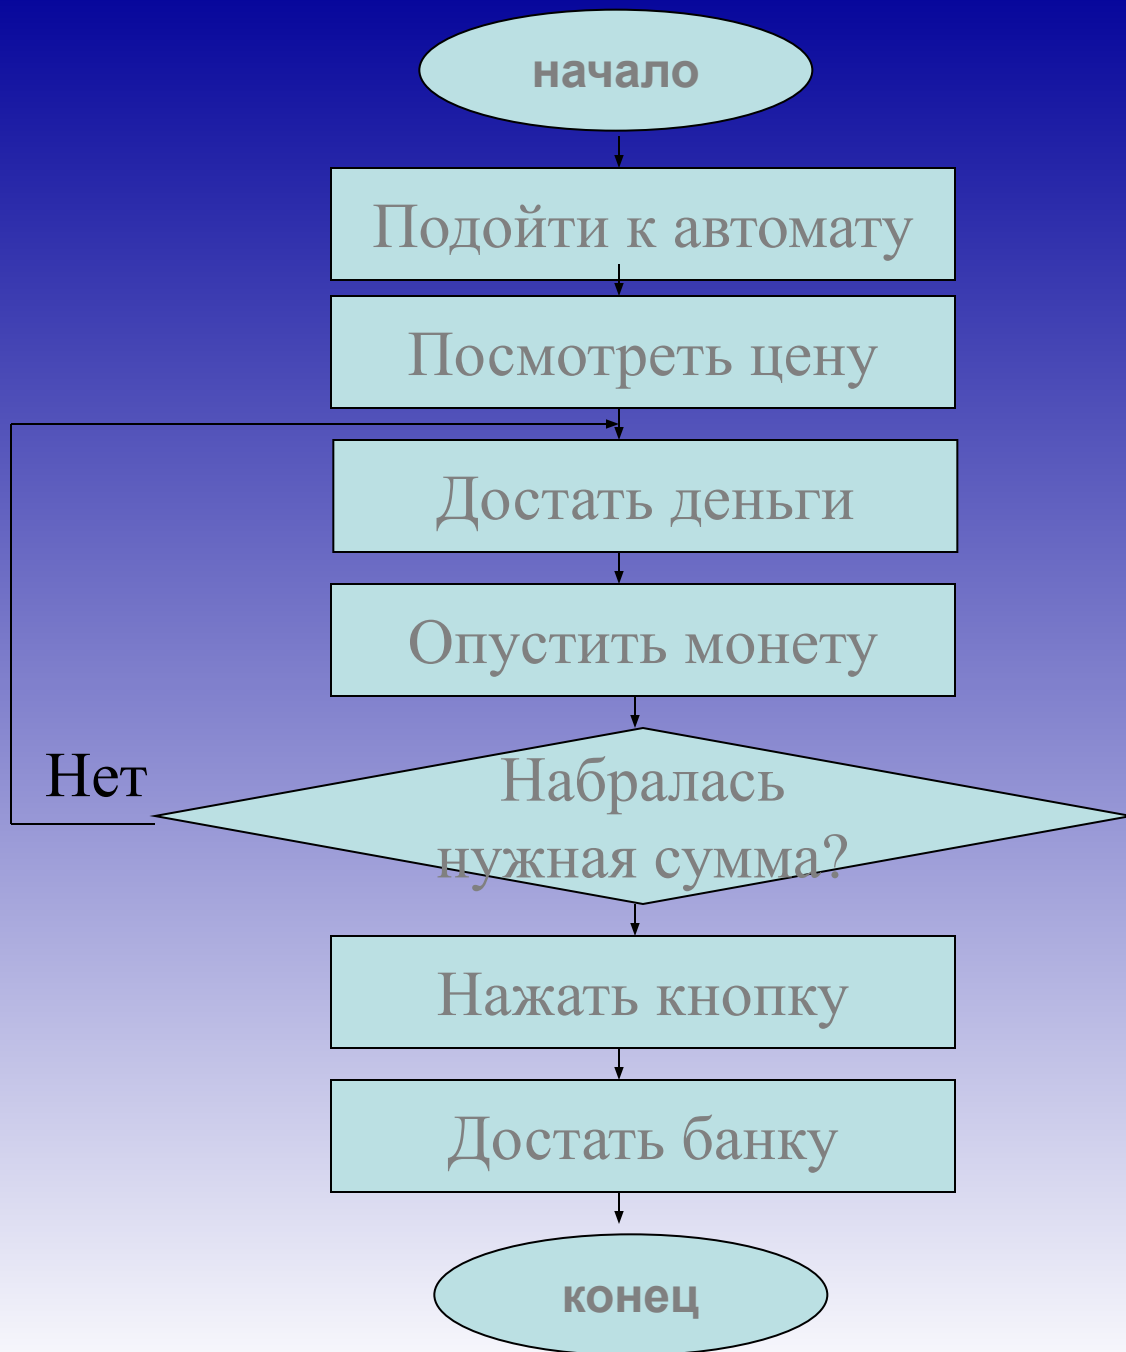 начало
Подойти к автомату
Посмотреть цену
Достать деньги
Опустить монету
Нет
Набралась
нужная сумма?
Нажать кнопку
Достать банку
конец